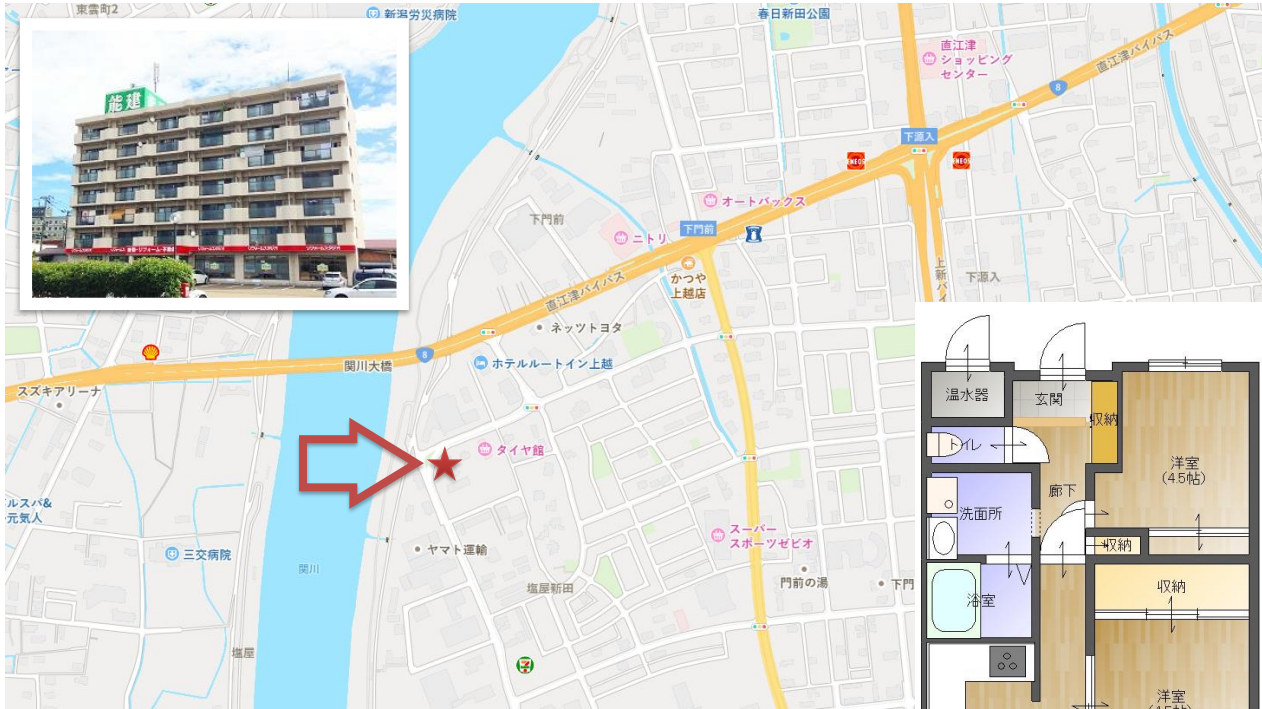 東雲町2
新潟労災病院
春日新田公園
能建
直江津
ショッピング
センター
直江津バイパス
8
下源入
ENEOS
ENEOS
オートバックス
下門前
下門前
ニトリ
かつや
上越店
上新バイ
下源入
直江津バイパス
ネッツトヨタ
関川大橋
8
ホテルルートイン上越
スズキアリーナ
タイヤ館
ルスパ&
元気人
三交病院
ヤマト運輸
スーパー
スポーツゼビオ
関川
塩屋新田
門前の湯
下門
塩屋
7
温水器
玄関
収納
トイレ
洋室
(4.5帖)
廊下
洗面所
収納
浴室
収納
洋室